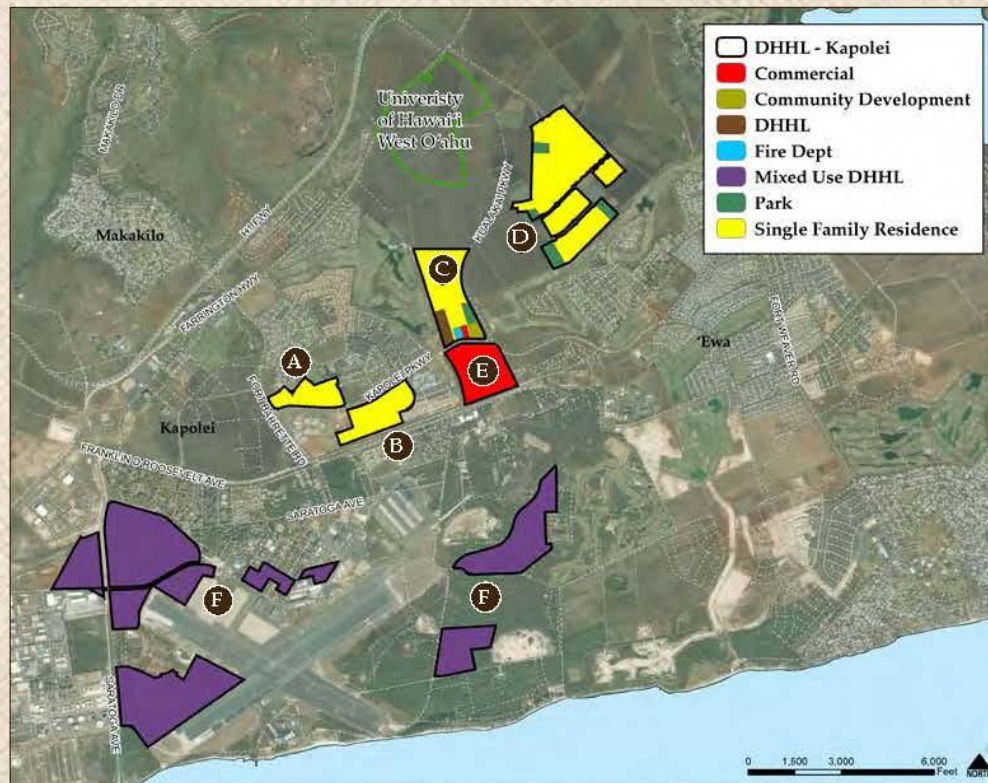 DHHL - Kapolei
Commercial
Community Development
DHHL
Fire Dept
Mixed Use DHHL
Park
Single Family Residence
Univeristy
of Hawai'i
West O'ahu
MAKAKILO DR
H1 FWY
KUALAKAI PKWY
D
Makakilo
C
FARRINGTON HWY
FORT WEAVER RD
'Ewa
A
KAPOLEI PKWY
E
FORT BARRETTE RD
Kapolei
B
FRANKLIN D ROOSEVELT AVE
SARATOGA AVE
F
F
SARATOGA AVE
0 1,500 3,000 6,000
Feet
NORTH